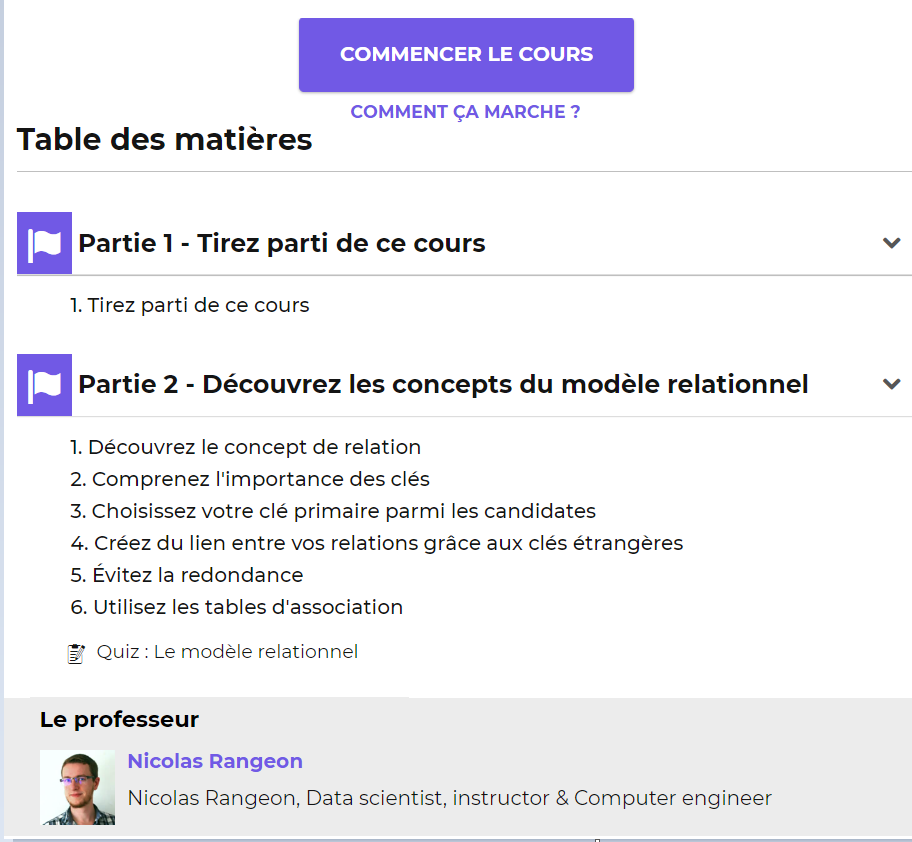 COMMENCER LE COURS
COMMENT ÇA MARCHE ?
Table des matières
Partie 1 - Tirez parti de ce cours
1. Tirez parti de ce cours
Partie 2 - Découvrez les concepts du modèle relationnel
1. Découvrez le concept de relation
2. Comprenez l'importance des clés
3. Choisissez votre clé primaire parmi les candidates
4. Créez du lien entre vos relations grâce aux clés étrangères
5. Évitez la redondance
6. Utilisez les tables d'association
Quiz : Le modèle relationnel
Le professeur
Nicolas Rangeon
Nicolas Rangeon, Data scientist, instructor & Computer engineer